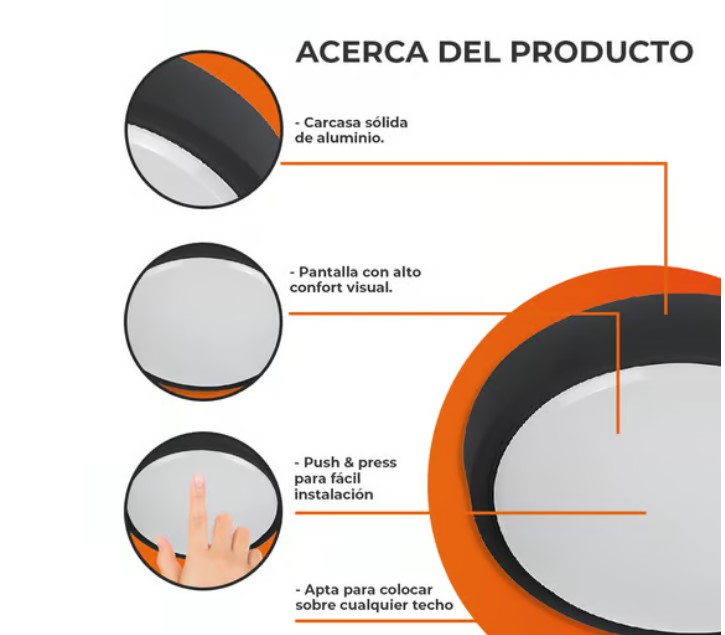 ACERCA DEL PRODUCTO
- Carcasa sólida
de aluminio.
- Pantalla con alto
confort visual.
- Push & press
para fácil
instalación
- Apta para colocar
sobre cualquier techo